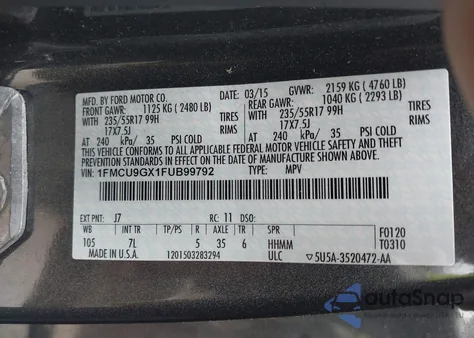 MFD. BY FORD MOTOR CO.
DATE: 03/15 GVWR: 2159 KG ( 4760 LB)
FRONT GAWR: 1125 KG ( 2480 LB) REAR GAWR: 1040 KG ( 2293 LB)
WITH 235/55R17 99H TIRES WITH 235/55R17 99H TIRES
17X7.5J RIMS 17X7.5J RIMS
AT 240 kPa/ 35 PSI COLD AT 240 kPa/ 35 PSI COLD
THIS VEHICLE CONFORMS TO ALL APPLICABLE FEDERAL MOTOR VEHICLE SAFETY AND THEFT PREVENTION STANDARDS IN EFFECT ON THE DATE OF MANUFACTURE SHOWN ABOVE.
VIN: 1FMCU9GX1FUB99792 TYPE: MPV
EXT PNT: J7 RC: 11 DSO:
WB INT TR TP/PS R AXLE TR SPR F0120
105 7L 5 35 6 HHMM T0310
1201503283294 ULC 5U5A-3520472-AA
autoSnap